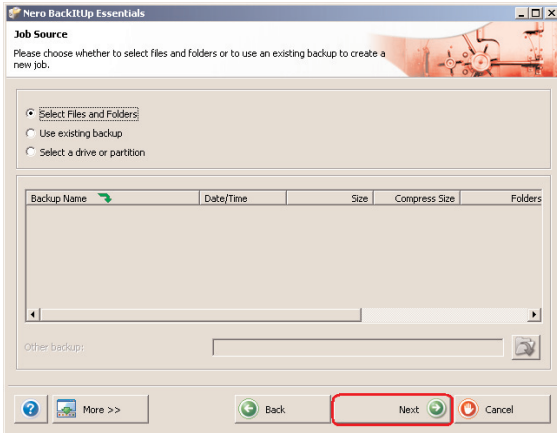 Nero BackItUp Essentials
Job Source
Please choose whether to select files and folders or to use an existing backup to create a
new job.
Select Files and Folders
Use existing backup
Select a drive or partition
Backup Name Date/Time Size Compress Size Folders
Other backup:
More >> Back Next Cancel